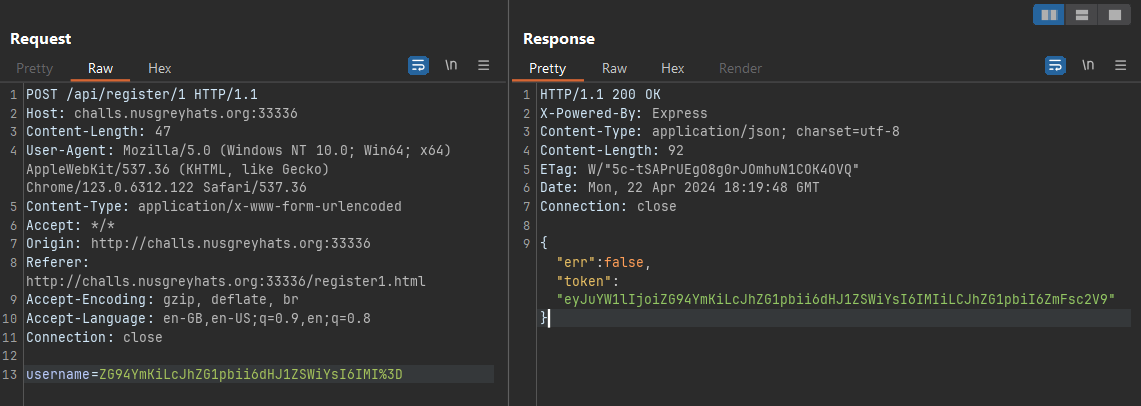 Request
Pretty Raw Hex \n
1 POST /api/register/1 HTTP/1.1
2 Host: challs.nusgreyhats.org:33336
3 Content-Length: 47
4 User-Agent: Mozilla/5.0 (Windows NT 10.0; Win64; x64)
AppleWebKit/537.36 (KHTML, like Gecko)
Chrome/123.0.6312.122 Safari/537.36
5 Content-Type: application/x-www-form-urlencoded
6 Accept: */*
7 Origin: http://challs.nusgreyhats.org:33336
8 Referer:
http://challs.nusgreyhats.org:33336/register1.html
9 Accept-Encoding: gzip, deflate, br
10 Accept-Language: en-GB,en-US;q=0.9,en;q=0.8
11 Connection: close
12
13 username=ZG94YmKiLcJhZG1pbii6dHJ1ZSWiYsI6IMI%3D
Response
Pretty Raw Hex Render \n
1 HTTP/1.1 200 OK
2 X-Powered-By: Express
3 Content-Type: application/json; charset=utf-8
4 Content-Length: 92
5 ETag: W/"5c-tSAPrUEgO8gOrJOmhuN1COK4OVQ"
6 Date: Mon, 22 Apr 2024 18:19:48 GMT
7 Connection: close
8
9 {
"err":false,
"token":
"eyJuYW1lIjoiZG94YmKiLcJhZG1pbii6dHJ1ZSWiYsI6IMIiLCJhZG1pbiI6ZmFsc2V9"
}